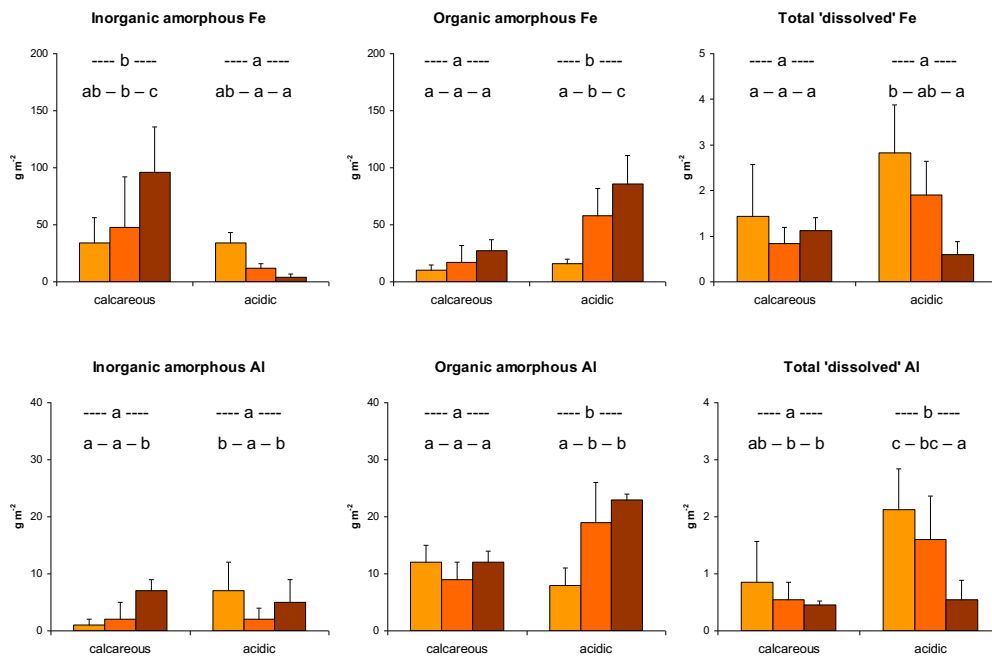 Inorganic amorphous Fe
g m-2
200
150
100
50
0
---- b ----
---- a ----
ab – b – c
ab – a – a
calcareous
acidic
Organic amorphous Fe
g m-2
200
150
100
50
0
---- a ----
---- b ----
a – a – a
a – b – c
calcareous
acidic
Total 'dissolved' Fe
g m-2
5
4
3
2
1
0
---- a ----
---- a ----
a – a – a
b – ab – a
calcareous
acidic
Inorganic amorphous Al
g m-2
40
30
20
10
0
---- a ----
---- a ----
a – a – b
b – a – b
calcareous
acidic
Organic amorphous Al
g m-2
40
30
20
10
0
---- a ----
---- b ----
a – a – a
a – b – b
calcareous
acidic
Total 'dissolved' Al
g m-2
4
3
2
1
0
---- a ----
---- b ----
ab – b – b
c – bc – a
calcareous
acidic